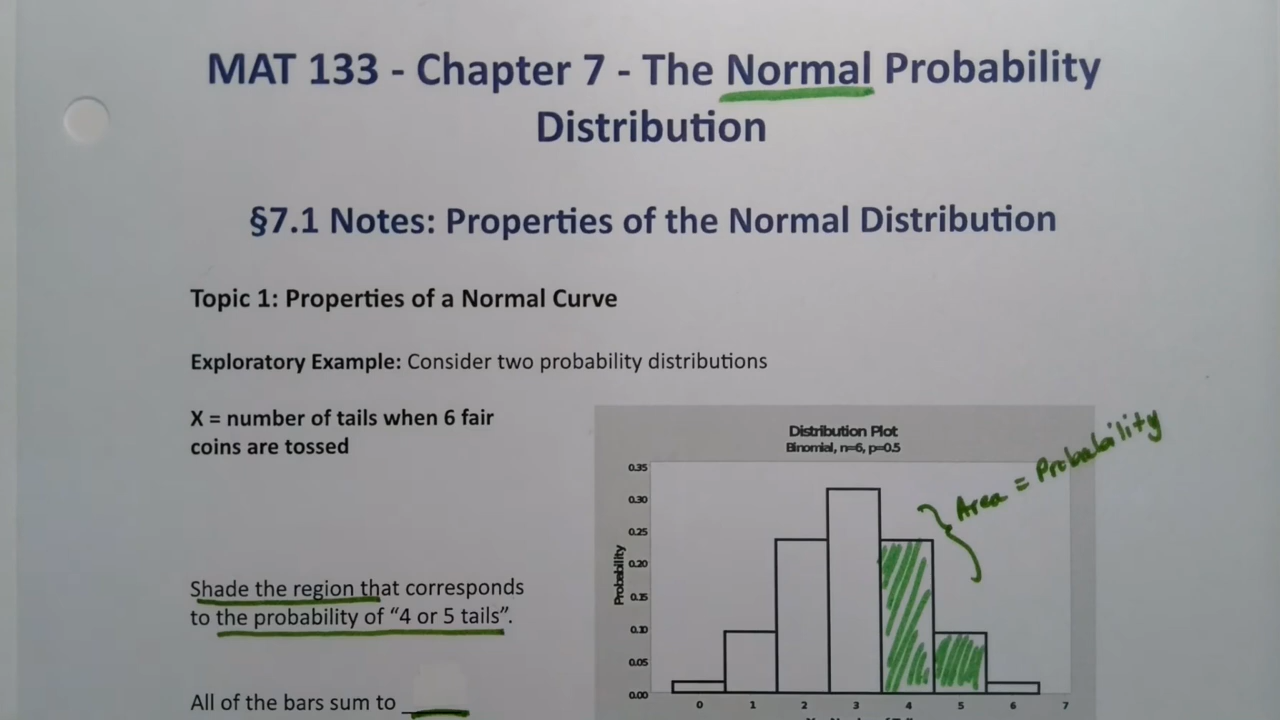 MAT 133 - Chapter 7 - The Normal Probability
Distribution
§7.1 Notes: Properties of the Normal Distribution
Topic 1: Properties of a Normal Curve
Exploratory Example: Consider two probability distributions
X = number of tails when 6 fair
coins are tossed
Shade the region that corresponds
to the probability of “4 or 5 tails”.
All of the bars sum to ____
Distribution Plot
Binomial, n=6, p=0.5
0.35
0.30
0.25
0.20
0.15
0.10
0.05
0.00
Probability
0 1 2 3 4 5 6 7
Area = Probability